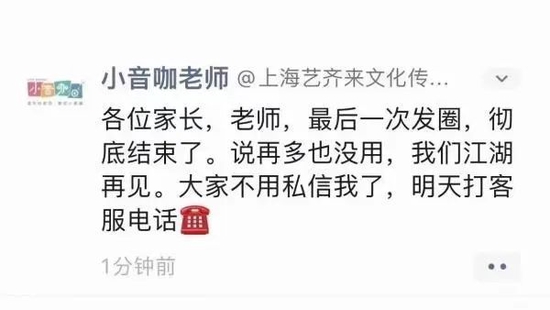 小音咖老师 @上海艺齐来文化传...
小音咖
各位家长，老师，最后一次发圈，彻
底结束了。说再多也没用，我们江湖
再见。大家不用私信我了，明天打客
服电话☎️
1分钟前